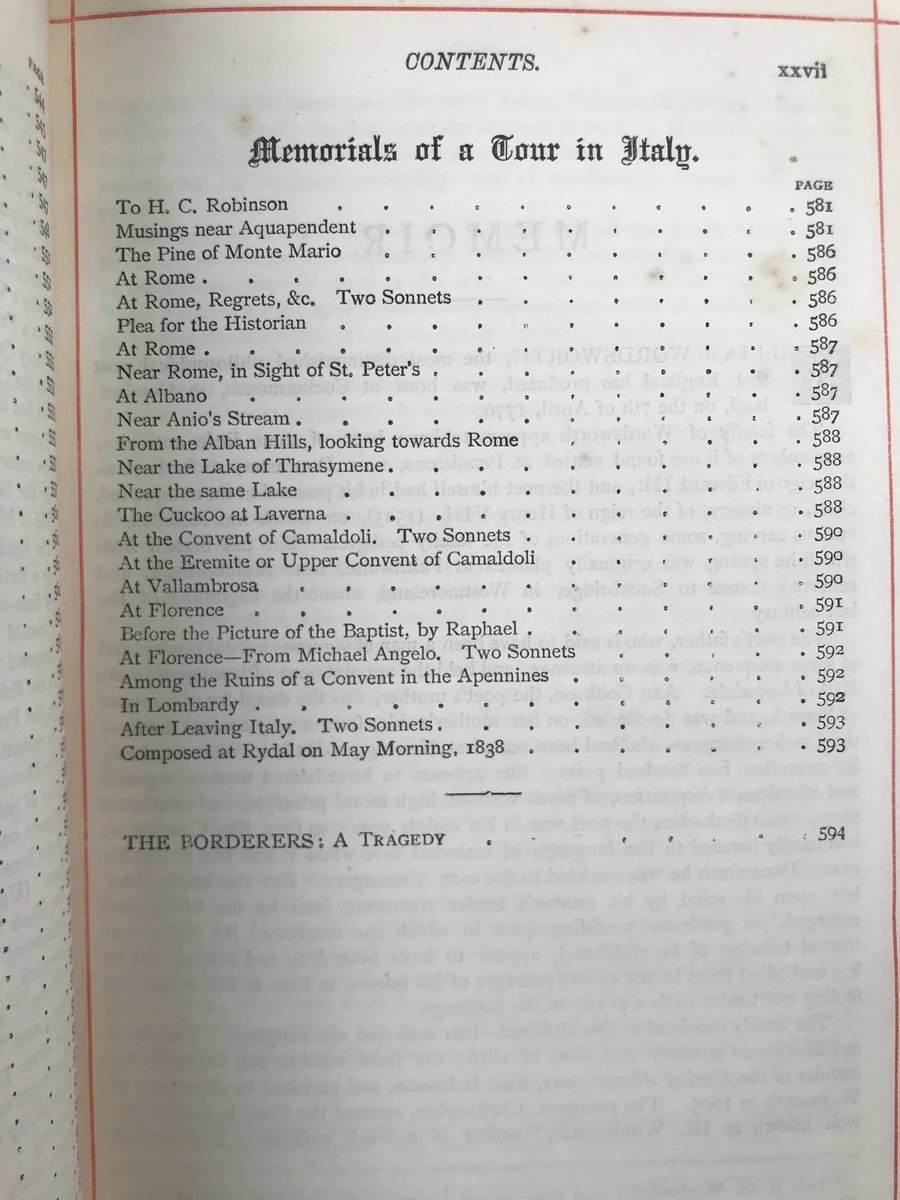 CONTENTS.
xxvii
Memorials of a Tour in Italy.
PAGE
To H. C. Robinson . . . . . . . . . . 581
Musings near Aquapendent . . . . . . . . . 581
The Pine of Monte Mario . . . . . . . . . 586
At Rome . . . . . . . . . . . . . 586
At Rome, Regrets, &c. Two Sonnets . . . . . . . 586
Plea for the Historian . . . . . . . . . . 586
At Rome . . . . . . . . . . . . . 587
Near Rome, in Sight of St. Peter's . . . . . . . . 587
At Albano . . . . . . . . . . . . 587
Near Anio's Stream . . . . . . . . . . . 587
From the Alban Hills, looking towards Rome . . . . . . 588
Near the Lake of Thrasymene . . . . . . . . . 588
Near the same Lake . . . . . . . . . . 588
The Cuckoo at Laverna . . . . . . . . . . 588
At the Convent of Camaldoli. Two Sonnets . . . . . . 590
At the Eremite or Upper Convent of Camaldoli . . . . . 590
At Vallambrosa . . . . . . . . . . . 590
At Florence . . . . . . . . . . . . 591
Before the Picture of the Baptist, by Raphael . . . . . . 591
At Florence—From Michael Angelo. Two Sonnets . . . . . 592
Among the Ruins of a Convent in the Apennines . . . . . 592
In Lombardy . . . . . . . . . . . . 592
After Leaving Italy. Two Sonnets . . . . . . . . 593
Composed at Rydal on May Morning, 1838 . . . . . . 593
THE BORDERERS: A TRAGEDY . . . . . . . 594